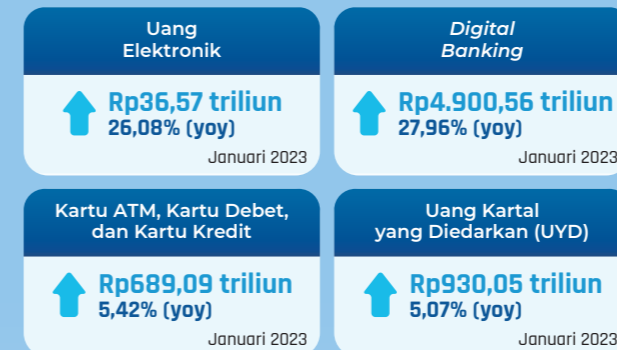 Uang
Elektronik
Rp36,57 triliun
26,08% (yoy)
Januari 2023
Digital
Banking
Rp4.900,56 triliun
27,96% (yoy)
Januari 2023
Kartu ATM, Kartu Debet,
dan Kartu Kredit
Rp689,09 triliun
5,42% (yoy)
Januari 2023
Uang Kartal
yang Diedarkan (UYD)
Rp930,05 triliun
5,07% (yoy)
Januari 2023